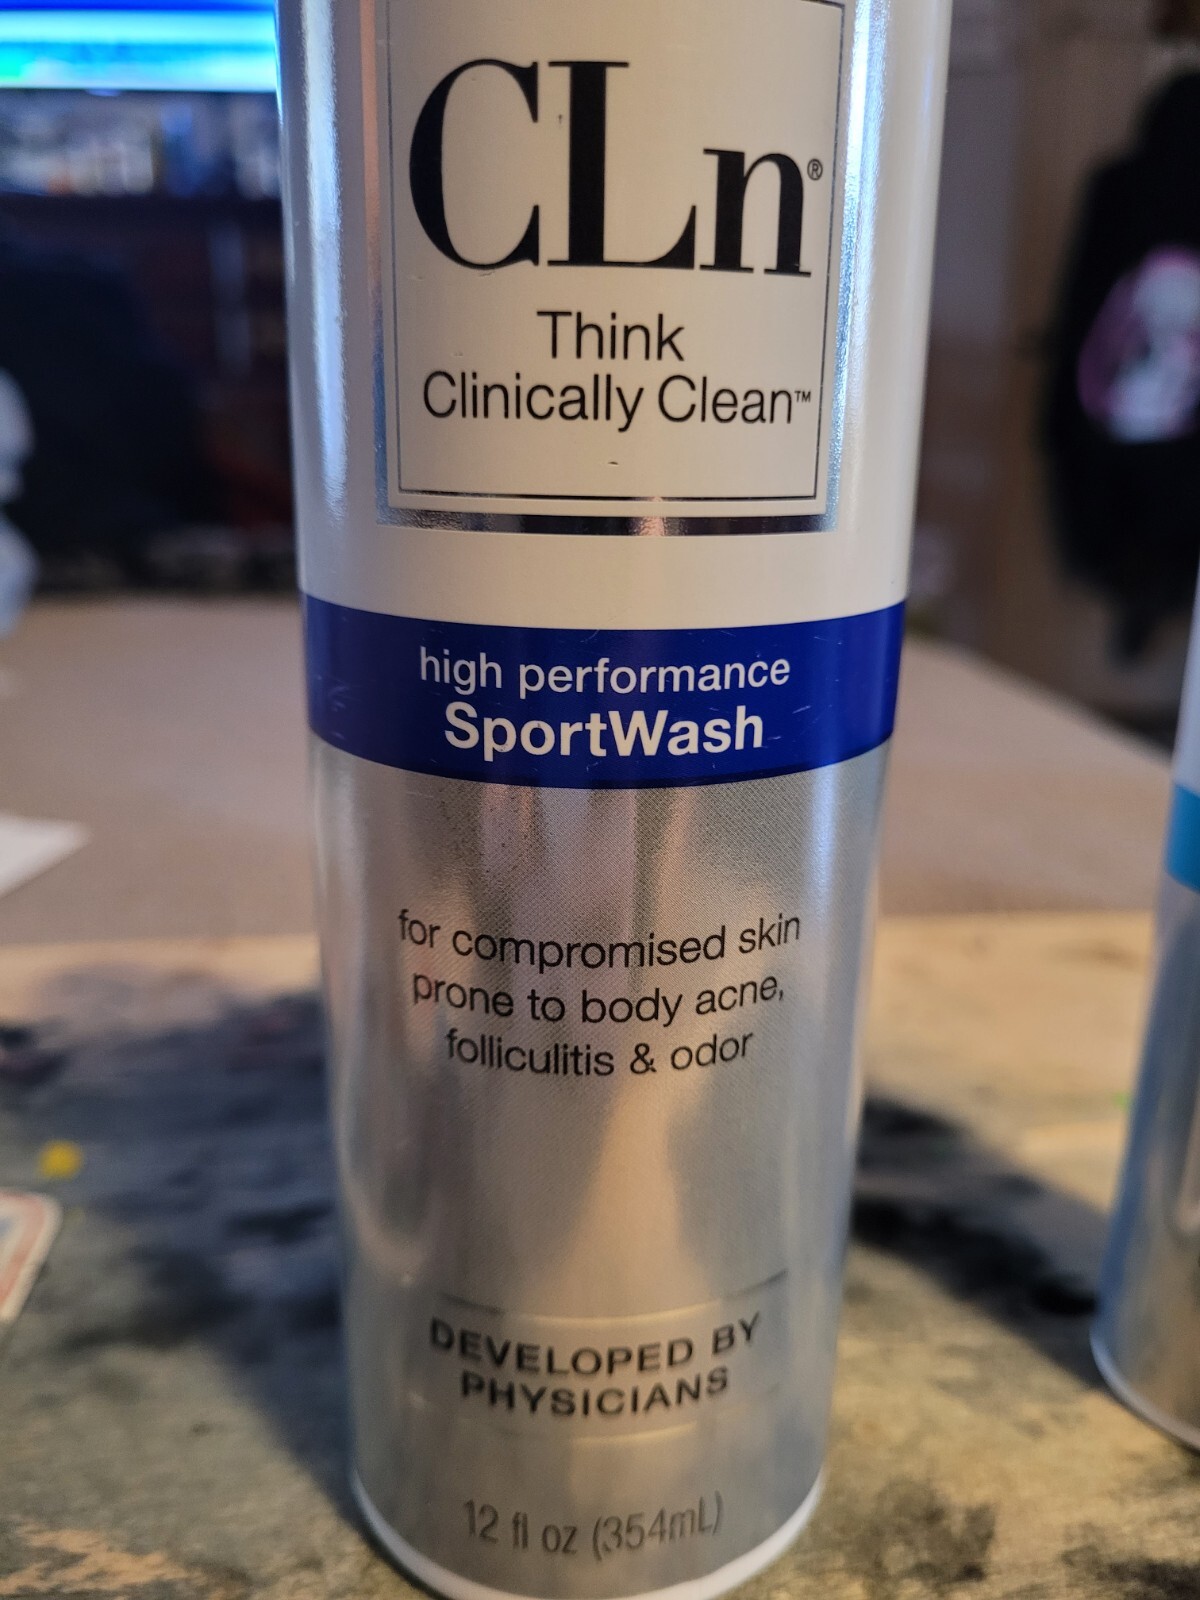 CLn®
Think
Clinically Clean™
high performance
SportWash
for compromised skin
prone to body acne,
folliculitis & odor
DEVELOPED BY
PHYSICIANS
12 fl oz (354mL)